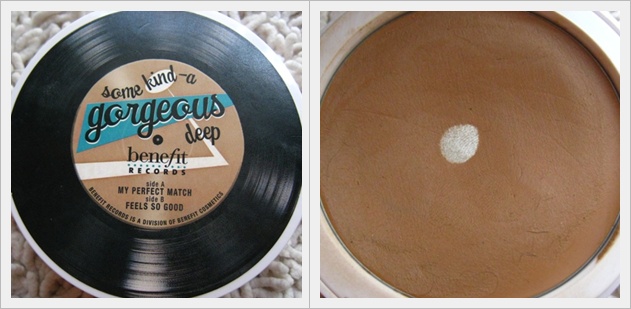 some kind-a
gorgeous
deep
benefit
RECORDS
side A
MY PERFECT MATCH
side B
FEELS SO GOOD
BENEFIT RECORDS IS A DIVISION OF BENEFIT COSMETICS